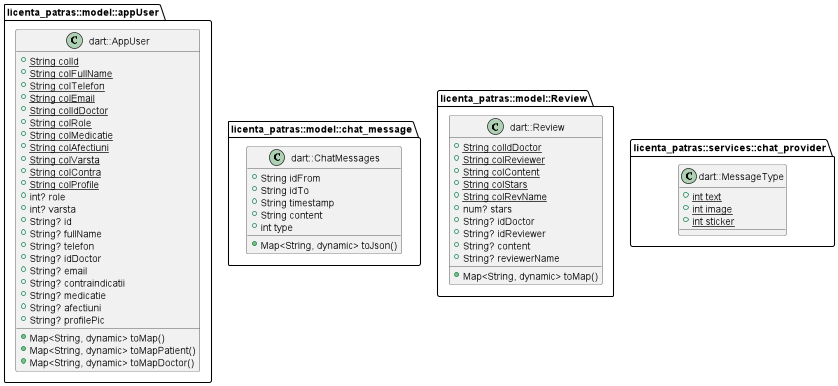 licenta_patras::model::appUser
C dart::AppUser
String colId
String colFullName
String colTelefon
String colEmail
String colIdDoctor
String colRole
String colMedicatie
String colAfectiuni
String colVarsta
String colContra
String colProfile
int? role
int? varsta
String? id
String? fullName
String? telefon
String? idDoctor
String? email
String? contraindicatii
String? medicatie
String? afectiuni
String? profilePic
Map<String, dynamic> toMap()
Map<String, dynamic> toMapPatient()
Map<String, dynamic> toMapDoctor()
licenta_patras::model::chat_message
C dart::ChatMessages
String idFrom
String idTo
String timestamp
String content
int type
Map<String, dynamic> toJson()
licenta_patras::model::Review
C dart::Review
String colIdDoctor
String colReviewer
String colContent
String colStars
String colRevName
num? stars
String? idDoctor
String? idReviewer
String? content
String? reviewerName
Map<String, dynamic> toMap()
licenta_patras::services::chat_provider
C dart::MessageType
int text
int image
int sticker